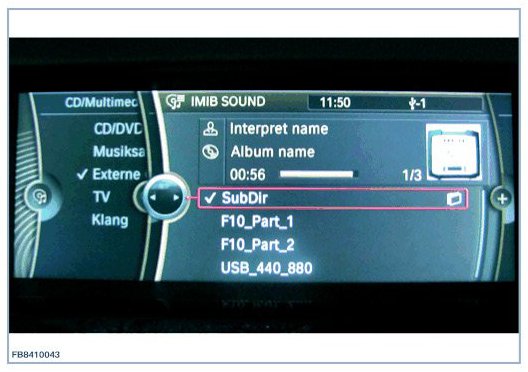 CD/Multimec
IMIB SOUND
11:50
-1
CD/DVD
Musiksa
Externe
TV
Klang
Interpret name
Album name
00:56
1/3
SubDir
F10_Part_1
F10_Part_2
USB_440_880
FB8410043